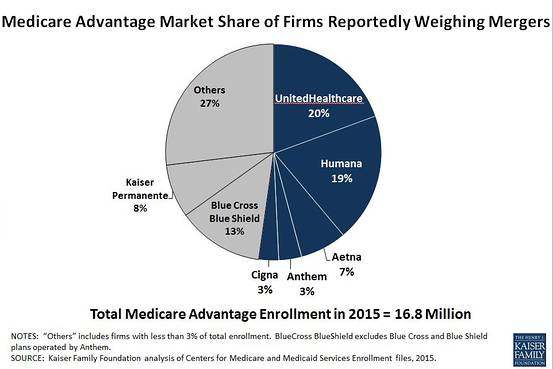 Medicare Advantage Market Share of Firms Reportedly Weighing Mergers
Others
27%
UnitedHealthcare
20%
Humana
19%
Kaiser
Permanente
8%
Blue Cross
Blue Shield
13%
Aetna
7%
Cigna
3%
Anthem
3%
Total Medicare Advantage Enrollment in 2015 = 16.8 Million
NOTES: “Others” includes firms with less than 3% of total enrollment. BlueCross BlueShield excludes Blue Cross and Blue Shield
plans operated by Anthem.
SOURCE: Kaiser Family Foundation analysis of Centers for Medicare and Medicaid Services Enrollment files, 2015.
THE HENRY J.
KAISER
FAMILY
FOUNDATION